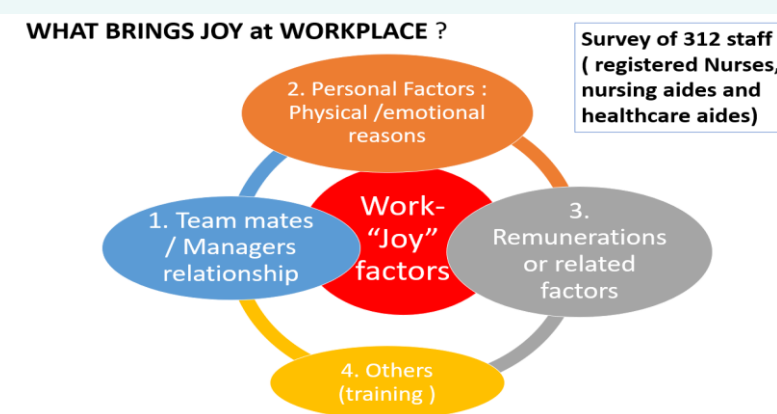 WHAT BRINGS JOY at WORKPLACE ?
Survey of 312 staff
( registered Nurses,
nursing aides and
healthcare aides)
2. Personal Factors :
Physical /emotional
reasons
1. Team mates
/ Managers
relationship
Work-
“Joy”
factors
3.
Remunerations
or related
factors
4. Others
(training )